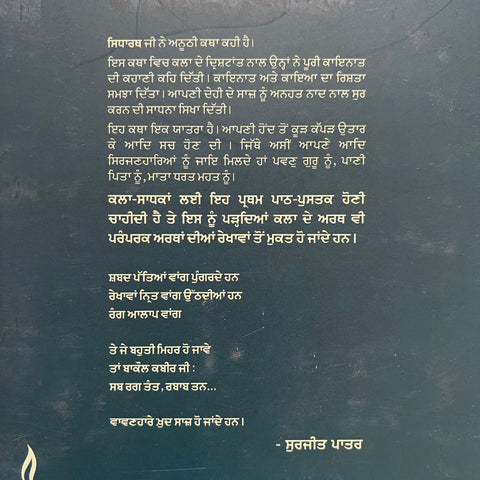 ਸਿਧਾਰਥ ਜੀ ਨੇ ਅਨੂਠੀ ਕਥਾ ਕਹੀ ਹੈ।
ਇਸ ਕਥਾ ਵਿਚ ਕਲਾ ਦੇ ਦ੍ਰਿਸ਼ਟਾਂਤ ਨਾਲ ਉਨ੍ਹਾਂ ਨੇ ਪੂਰੀ ਕਾਇਨਾਤ
ਦੀ ਕਹਾਣੀ ਕਹਿ ਦਿੱਤੀ। ਕਾਇਨਾਤ ਅਤੇ ਕਾਇਆ ਦਾ ਰਿਸ਼ਤਾ
ਸਮਝਾ ਦਿੱਤਾ। ਆਪਣੀ ਦੇਹੀ ਦੇ ਸਾਜ਼ ਨੂੰ ਅਨਹਤ ਨਾਦ ਨਾਲ ਸੁਰ
ਕਰਨ ਦੀ ਸਾਧਨਾ ਸਿਖਾ ਦਿੱਤੀ।
ਇਹ ਕਥਾ ਇਕ ਯਾਤਰਾ ਹੈ। ਆਪਣੀ ਹੋਂਦ ਤੋਂ ਕੂੜ ਕੱਪੜ ਉਤਾਰ
ਕੇ ਆਦਿ ਸਚ ਹੋਣ ਦੀ । ਜਿੱਥੇ ਅਸੀਂ ਆਪਣੇ ਆਦਿ
ਸਿਰਜਣਹਾਰਿਆਂ ਨੂੰ ਜਾਇ ਮਿਲਦੇ ਹਾਂ ਪਵਣੁ ਗੁਰੂ ਨੂੰ, ਪਾਣੀ
ਪਿਤਾ ਨੂੰ, ਮਾਤਾ ਧਰਤ ਮਹਤ ਨੂੰ।
ਕਲਾ-ਸਾਧਕਾਂ ਲਈ ਇਹ ਪ੍ਰਥਮ ਪਾਠ-ਪੁਸਤਕ ਹੋਣੀ
ਚਾਹੀਦੀ ਹੈ ਤੇ ਇਸ ਨੂੰ ਪੜ੍ਹਦਿਆਂ ਕਲਾ ਦੇ ਅਰਥ ਵੀ
ਪਰੰਪਰਕ ਅਰਥਾਂ ਦੀਆਂ ਰੇਖਾਵਾਂ ਤੋਂ ਮੁਕਤ ਹੋ ਜਾਂਦੇ ਹਨ।
ਸ਼ਬਦ ਪੱਤਿਆਂ ਵਾਂਗ ਪੁੰਗਰਦੇ ਹਨ
ਰੇਖਾਵਾਂ ਨ੍ਰਿਤ ਵਾਂਗ ਉੱਠਦੀਆਂ ਹਨ
ਰੰਗ ਆਲਾਪ ਵਾਂਗ
ਤੇ ਜੇ ਬਹੁਤੀ ਮਿਹਰ ਹੋ ਜਾਵੇ
ਤਾਂ ਬਾਕੌਲ ਕਬੀਰ ਜੀ :
ਸਬ ਰਗ ਤੰਤ, ਰਬਾਬ ਤਨ...
ਵਾਵਣਹਾਰੇ ਖ਼ੁਦ ਸਾਜ਼ ਹੋ ਜਾਂਦੇ ਹਨ।
- ਸੁਰਜੀਤ ਪਾਤਰ